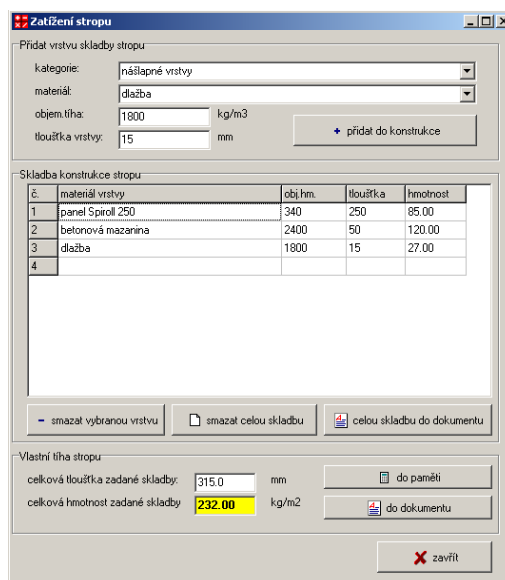 Zatížení stropu
Přidat vrstvu skladby stropu
kategorie: nášlapné vrstvy
materiál: dlažba
objem.tíha: 1800 kg/m3
tloušťka vrstvy: 15 mm
+ přidat do konstrukce
Skladba konstrukce stropu
č. materiál vrstvy obj.hm. tloušťka hmotnost
1 panel Spiroll 250 340 250 85.00
2 betonová mazanina 2400 50 120.00
3 dlažba 1800 15 27.00
4
– smazat vybranou vrstvu smazat celou skladbu celou skladbu do dokumentu
Vlastní tíha stropu
celková tloušťka zadané skladby: 315.0 mm do paměti
celková hmotnost zadané skladby 232.00 kg/m2 do dokumentu
zavřít